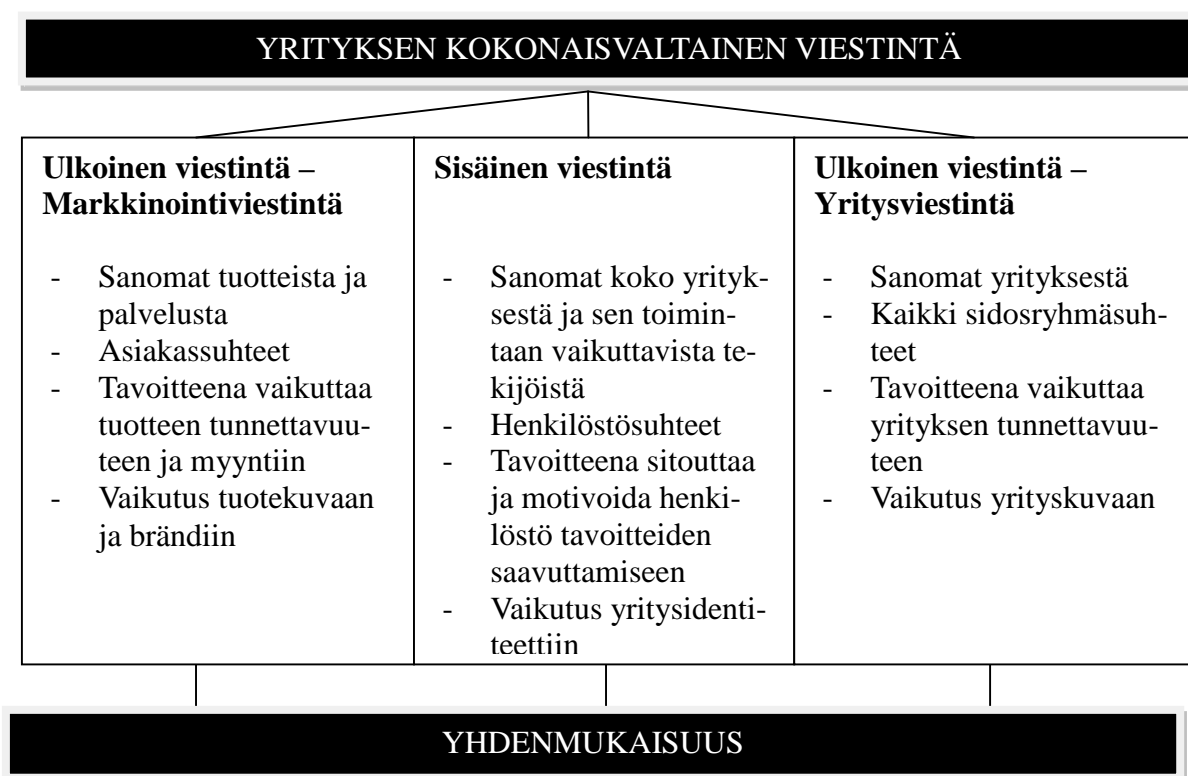 YRITYKSEN KOKONAISVALTAINEN VIESTINTÄ
Ulkoinen viestintä –
Markkinointiviestintä
- Sanomat tuotteista ja
palvelusta
- Asiakassuhteet
- Tavoitteena vaikuttaa
tuotteen tunnettavuu-
teen ja myyntiin
- Vaikutus tuotekuvaan
ja brändiin
Sisäinen viestintä
- Sanomat koko yrityk-
sestä ja sen toimin-
taan vaikuttavista te-
kijöistä
- Henkilöstösuhteet
- Tavoitteena sitouttaa
ja motivoida henki-
löstö tavoitteiden
saavuttamiseen
- Vaikutus yritysidenti-
teettiin
Ulkoinen viestintä –
Yritysviestintä
- Sanomat yrityksestä
- Kaikki sidosryhmäsuh-
teet
- Tavoitteena vaikuttaa
yrityksen tunnettavuu-
teen
- Vaikutus yrityskuvaan
YHDENMUKAISUUS